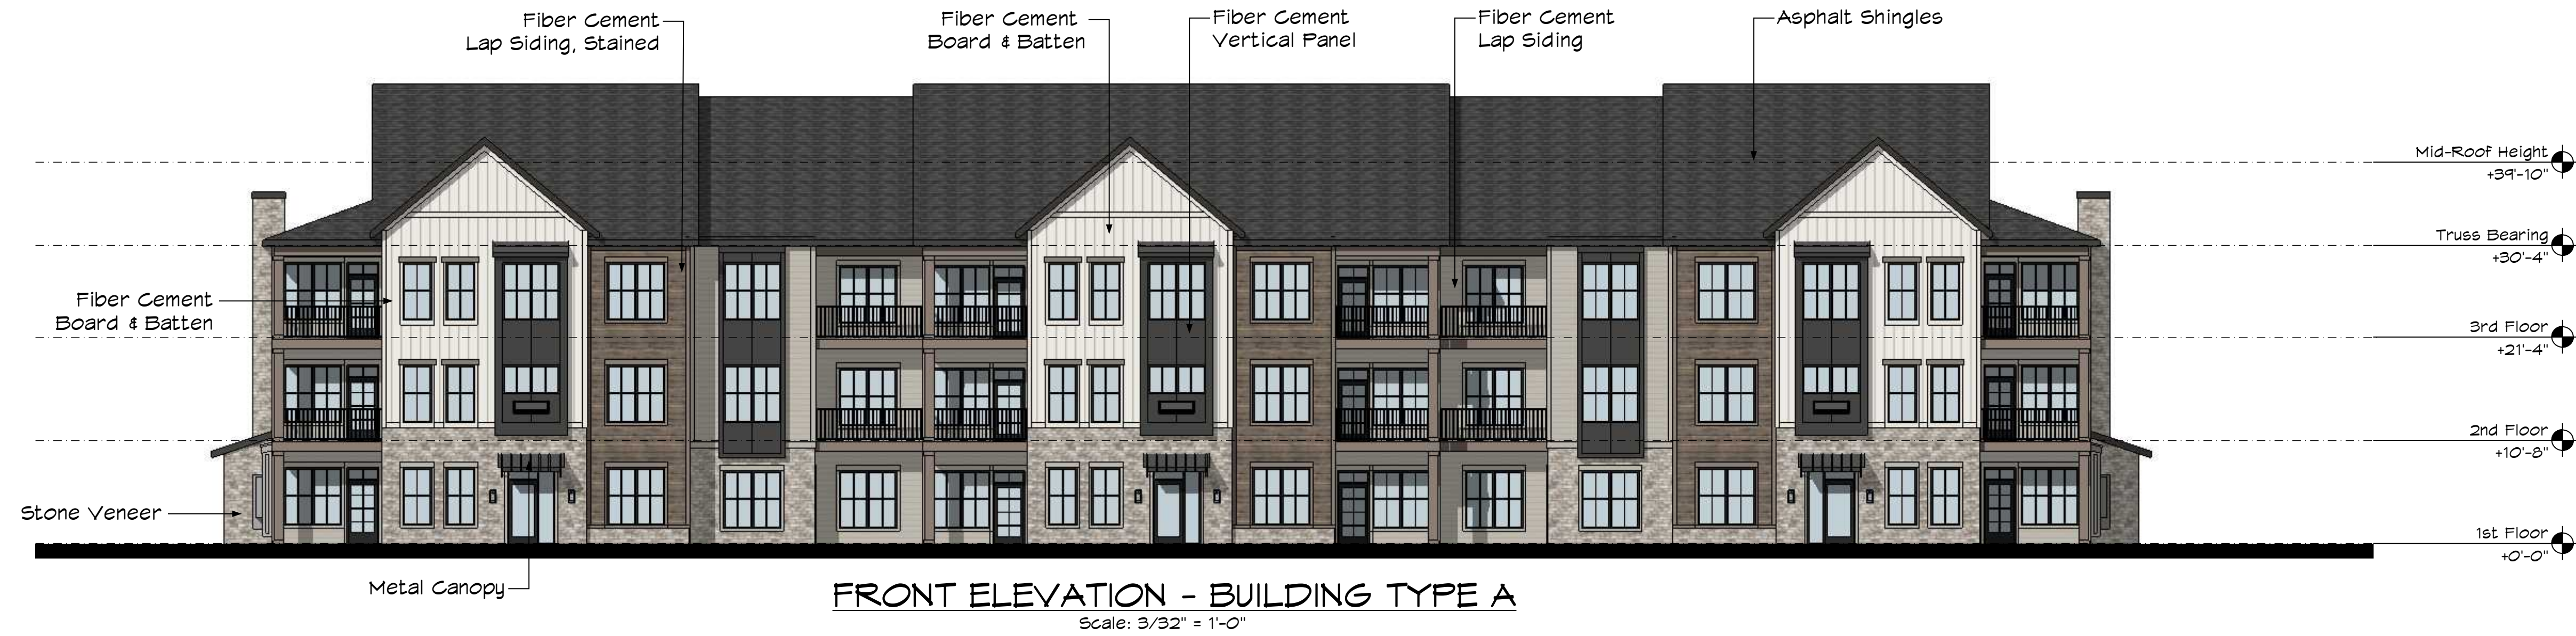 Fiber Cement
Lap Siding, Stained
Fiber Cement
Board & Batten
Fiber Cement
Vertical Panel
Fiber Cement
Lap Siding
Asphalt Shingles
Mid-Roof Height
+39'-10"
Truss Bearing
+30'-4"
Fiber Cement
Board & Batten
3rd Floor
+21'-4"
2nd Floor
+10'-8"
Stone Veneer
1st Floor
+0'-0"
Metal Canopy
FRONT ELEVATION - BUILDING TYPE A
Scale: 3/32" = 1'-0"